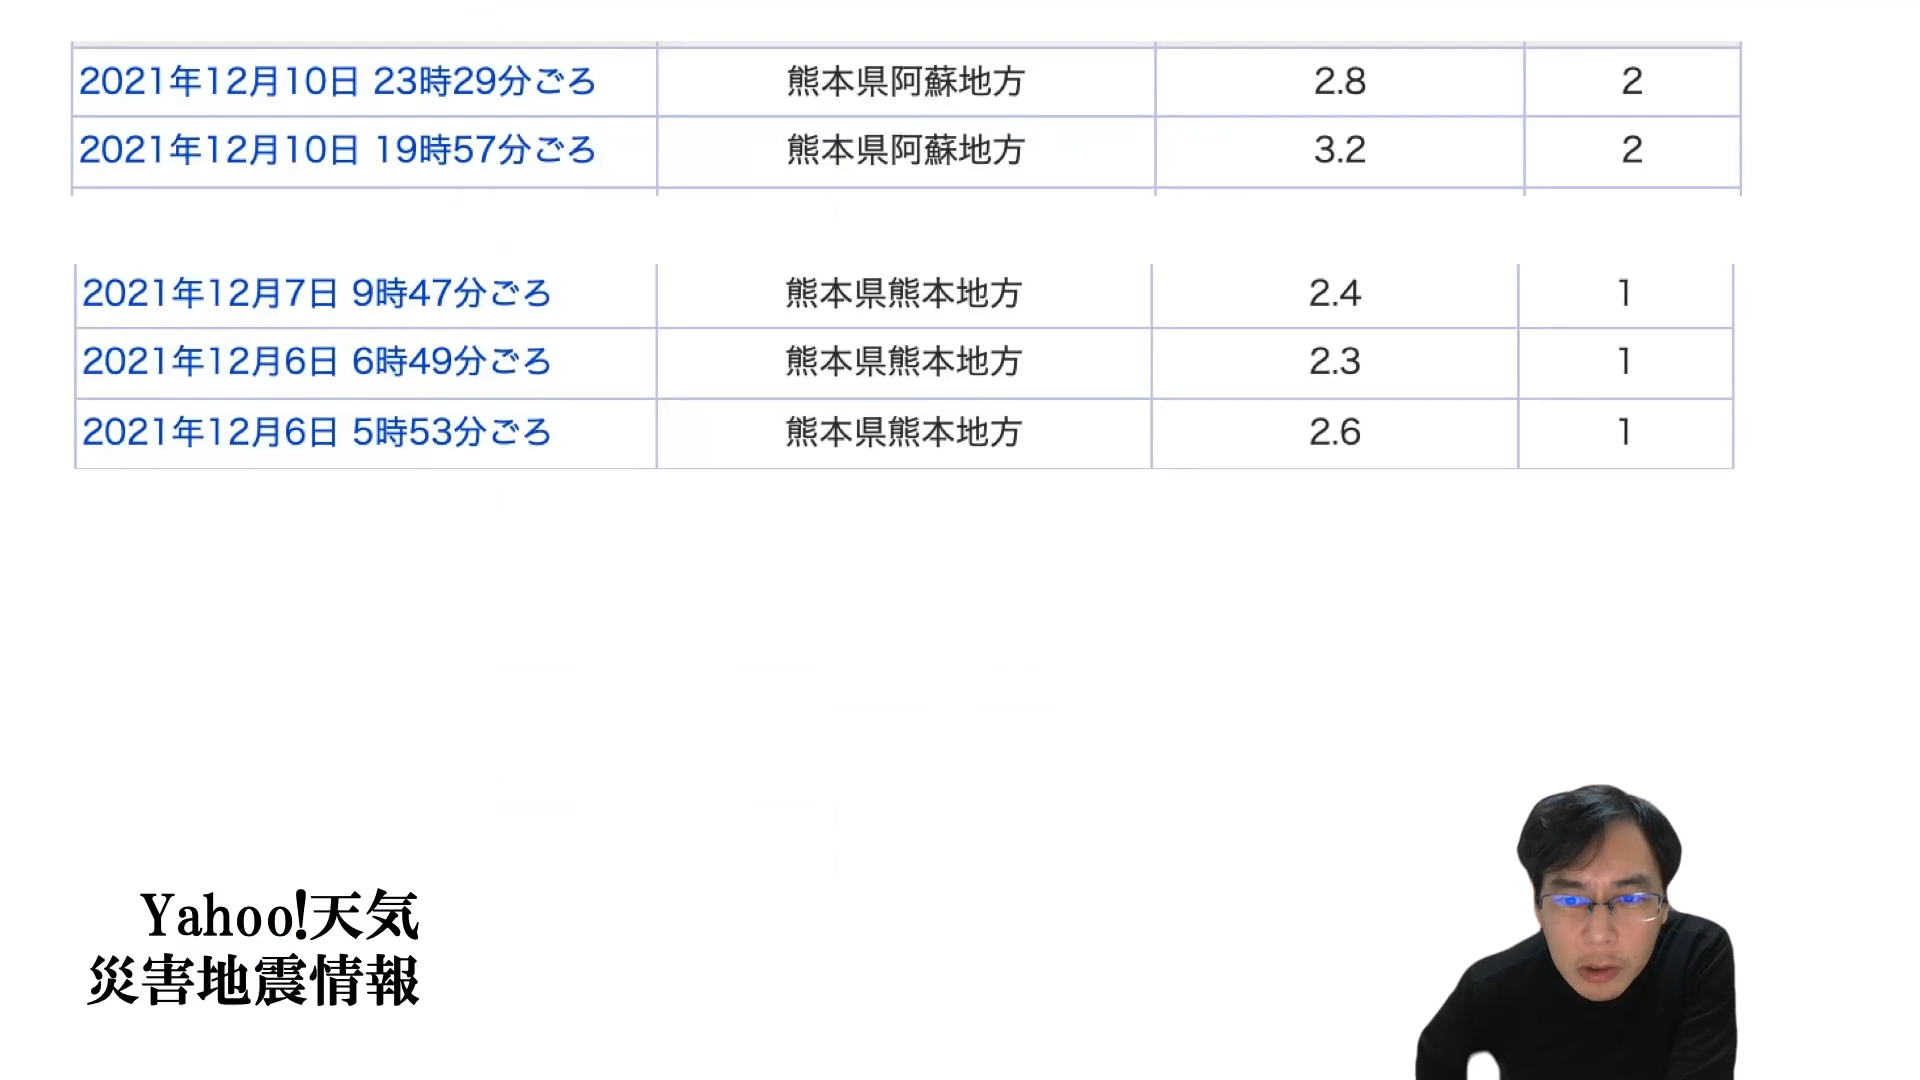 2021年12月10日 23時29分ごろ 熊本県阿蘇地方 2.8 2
2021年12月10日 19時57分ごろ 熊本県阿蘇地方 3.2 2
2021年12月7日 9時47分ごろ 熊本県熊本地方 2.4 1
2021年12月6日 6時49分ごろ 熊本県熊本地方 2.3 1
2021年12月6日 5時53分ごろ 熊本県熊本地方 2.6 1
Yahoo!天気
災害地震情報